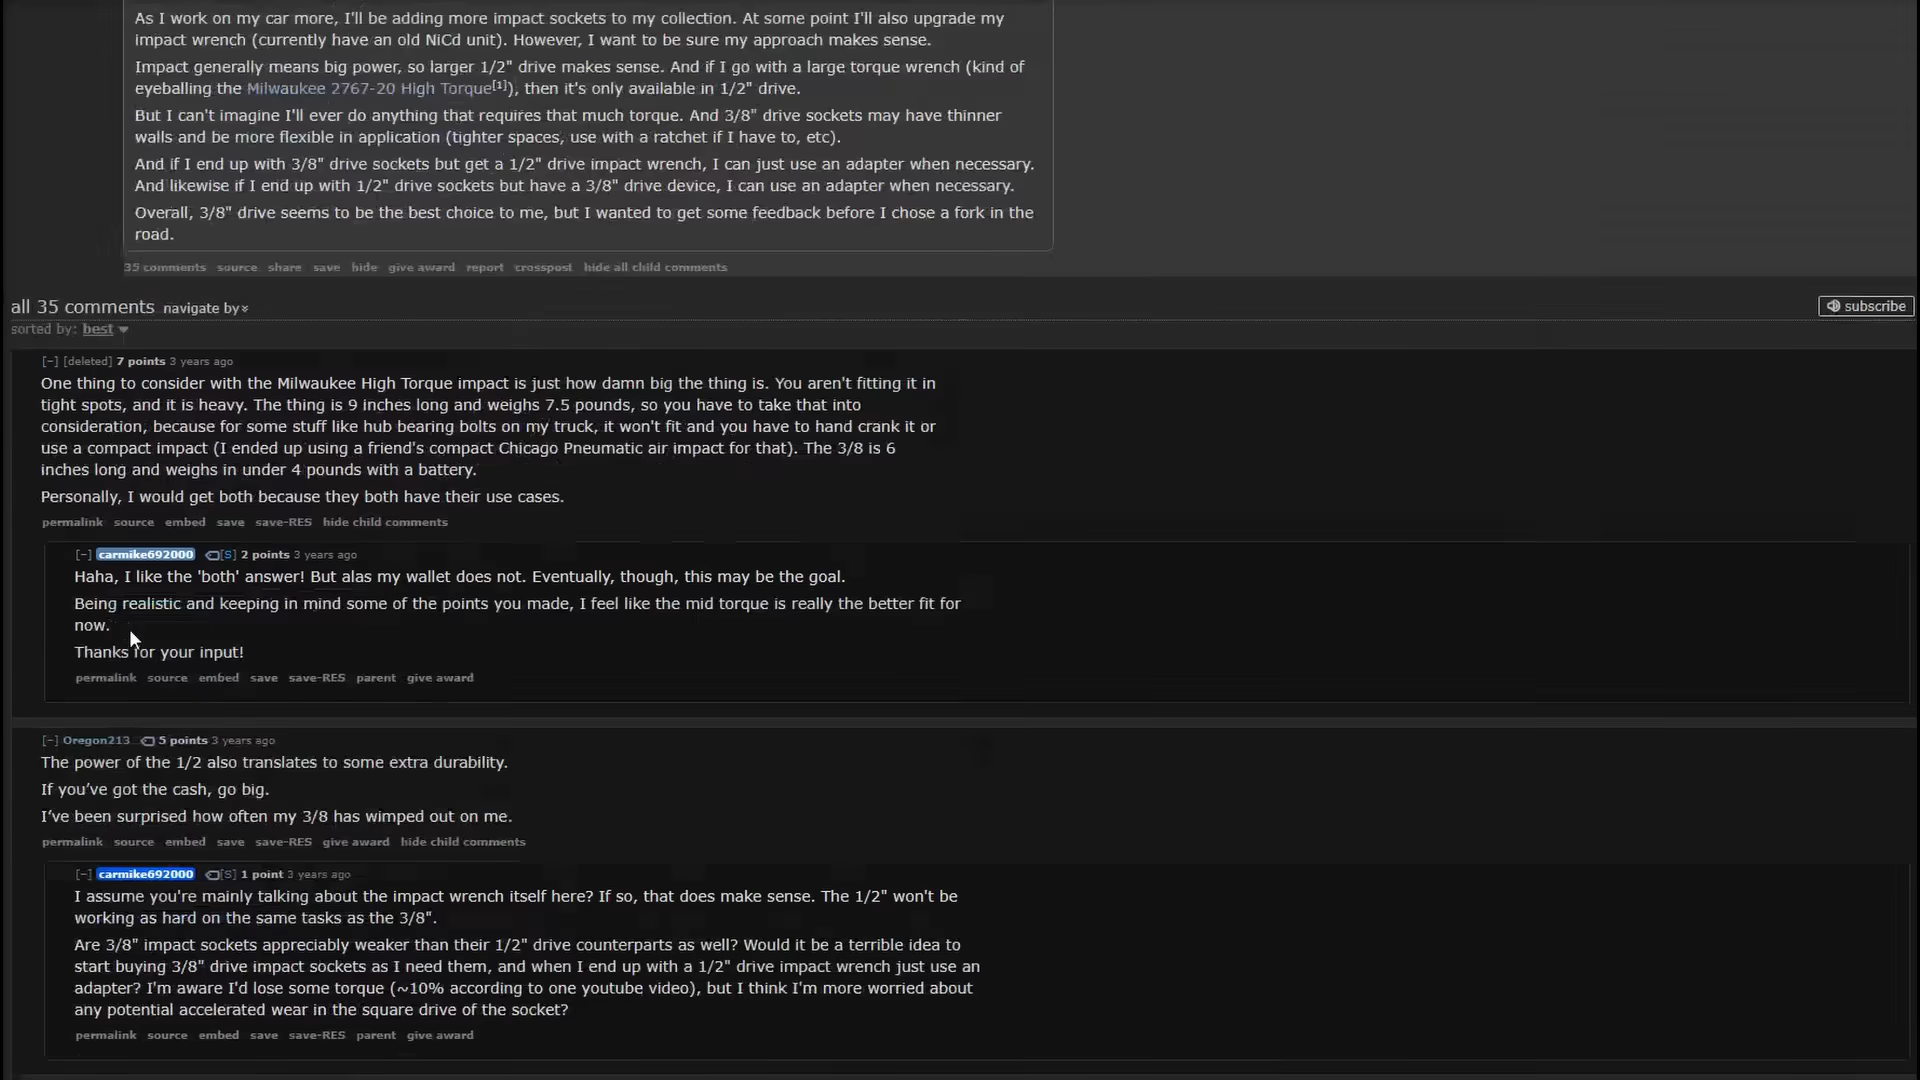 As I work on my car more, I'll be adding more impact sockets to my collection. At some point I'll also upgrade my
impact wrench (currently have an old NiCd unit). However, I want to be sure my approach makes sense.
Impact generally means big power, so larger 1/2" drive makes sense. And if I go with a large torque wrench (kind of
eyeballing the Milwaukee 2767-20 High Torque[1]), then it's only available in 1/2" drive.
But I can't imagine I'll ever do anything that requires that much torque. And 3/8" drive sockets may have thinner
walls and be more flexible in application (tighter spaces, use with a ratchet if I have to, etc).
And if I end up with 3/8" drive sockets but get a 1/2" drive impact wrench, I can just use an adapter when necessary.
And likewise if I end up with 1/2" drive sockets but have a 3/8" drive device, I can use an adapter when necessary.
Overall, 3/8" drive seems to be the best choice to me, but I wanted to get some feedback before I chose a fork in the
road.
35 comments source share save hide give award report crosspost hide all child comments
all 35 comments navigate by
subscribe
sorted by: best
[−] [deleted] 7 points 3 years ago
One thing to consider with the Milwaukee High Torque impact is just how damn big the thing is. You aren't fitting it in
tight spots, and it is heavy. The thing is 9 inches long and weighs 7.5 pounds, so you have to take that into
consideration, because for some stuff like hub bearing bolts on my truck, it won't fit and you have to hand crank it or
use a compact impact (I ended up using a friend's compact Chicago Pneumatic air impact for that). The 3/8 is 6
inches long and weighs in under 4 pounds with a battery.
Personally, I would get both because they both have their use cases.
permalink source embed save save-RES hide child comments
[−] carmike692000 [S] 2 points 3 years ago
Haha, I like the 'both' answer! But alas my wallet does not. Eventually, though, this may be the goal.
Being realistic and keeping in mind some of the points you made, I feel like the mid torque is really the better fit for
now.
Thanks for your input!
permalink source embed save save-RES parent give award
[−] Oregon213 5 points 3 years ago
The power of the 1/2 also translates to some extra durability.
If you’ve got the cash, go big.
I’ve been surprised how often my 3/8 has wimped out on me.
permalink source embed save save-RES give award hide child comments
[−] carmike692000 [S] 1 point 3 years ago
I assume you're mainly talking about the impact wrench itself here? If so, that does make sense. The 1/2" won't be
working as hard on the same tasks as the 3/8".
Are 3/8" impact sockets appreciably weaker than their 1/2" drive counterparts as well? Would it be a terrible idea to
start buying 3/8" drive impact sockets as I need them, and when I end up with a 1/2" drive impact wrench just use an
adapter? I'm aware I'd lose some torque (~10% according to one youtube video), but I think I'm more worried about
any potential accelerated wear in the square drive of the socket?
permalink source embed save save-RES parent give award